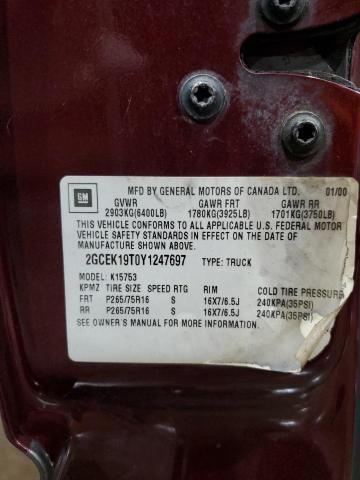 GM
MFD BY GENERAL MOTORS OF CANADA LTD. 01/00
GVWR GAWR FRT GAWR RR
2903KG(6400LB) 1780KG(3925LB) 1701KG(3750LB)
THIS VEHICLE CONFORMS TO ALL APPLICABLE U.S. FEDERAL MOTOR
VEHICLE SAFETY STANDARDS IN EFFECT ON THE DATE OF
MANUFACTURE SHOWN ABOVE.
2GCEK19T0Y1247697 TYPE: TRUCK
MODEL: K15753
KPMZ TIRE SIZE SPEED RTG RIM COLD TIRE PRESSURE
FRT P265/75R16 S 16X7/6.5J 240KPA(35PSI)
RR P265/75R16 S 16X7/6.5J 240KPA(35PSI)
SEE OWNER'S MANUAL FOR MORE INFORMATION.